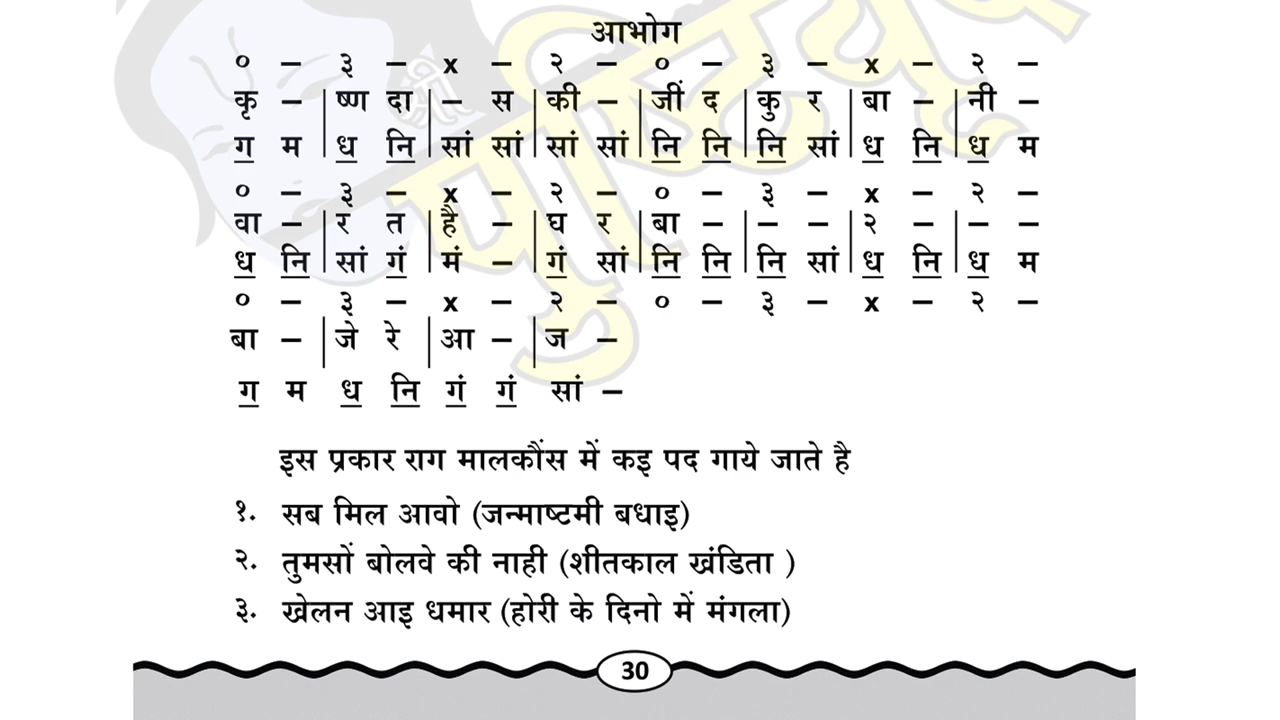 आभोग
० – ३ – x – २ – ० – ३ – x – २ –
कृ – | ष्ण दा | – स | की – | जीं द | कु र | बा – | नी –
ग॒ म | ध॒ नि॒ | सां सां | सां सां | नि॒ नि॒ | नि॒ सां | ध॒ नि॒ | ध॒ म
० – ३ – x – २ – ० – ३ – x – २ –
वा – | र त | है – | घ र | बा – | – – | २ – | – –
ध॒ नि॒ | सां गं॒ | मं – | गं॒ सां | नि॒ नि॒ | नि॒ सां | ध॒ नि॒ | ध॒ म
० – ३ – x – २ – ० – ३ – x – २ –
बा – | जे रे | आ – | ज –
ग॒ म ध॒ नि॒ गं॒ गं॒ सां –
इस प्रकार राग मालकौंस में कइ पद गाये जाते है
१. सब मिल आवो (जन्माष्टमी बधाइ)
२. तुमसों बोलवे की नाही (शीतकाल खंडिता )
३. खेलन आइ धमार (होरी के दिनो में मंगला)
30